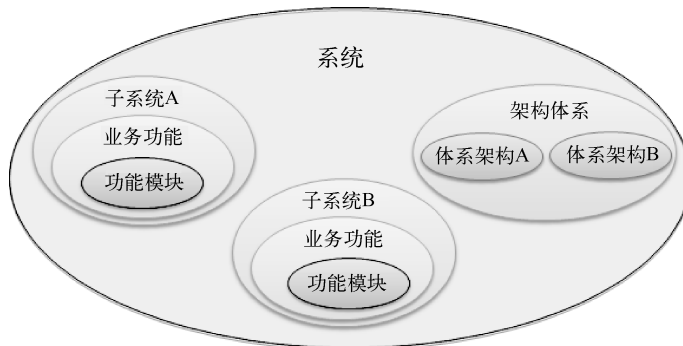 系统
子系统A
业务功能
功能模块
架构体系
体系架构A
体系架构B
子系统B
业务功能
功能模块